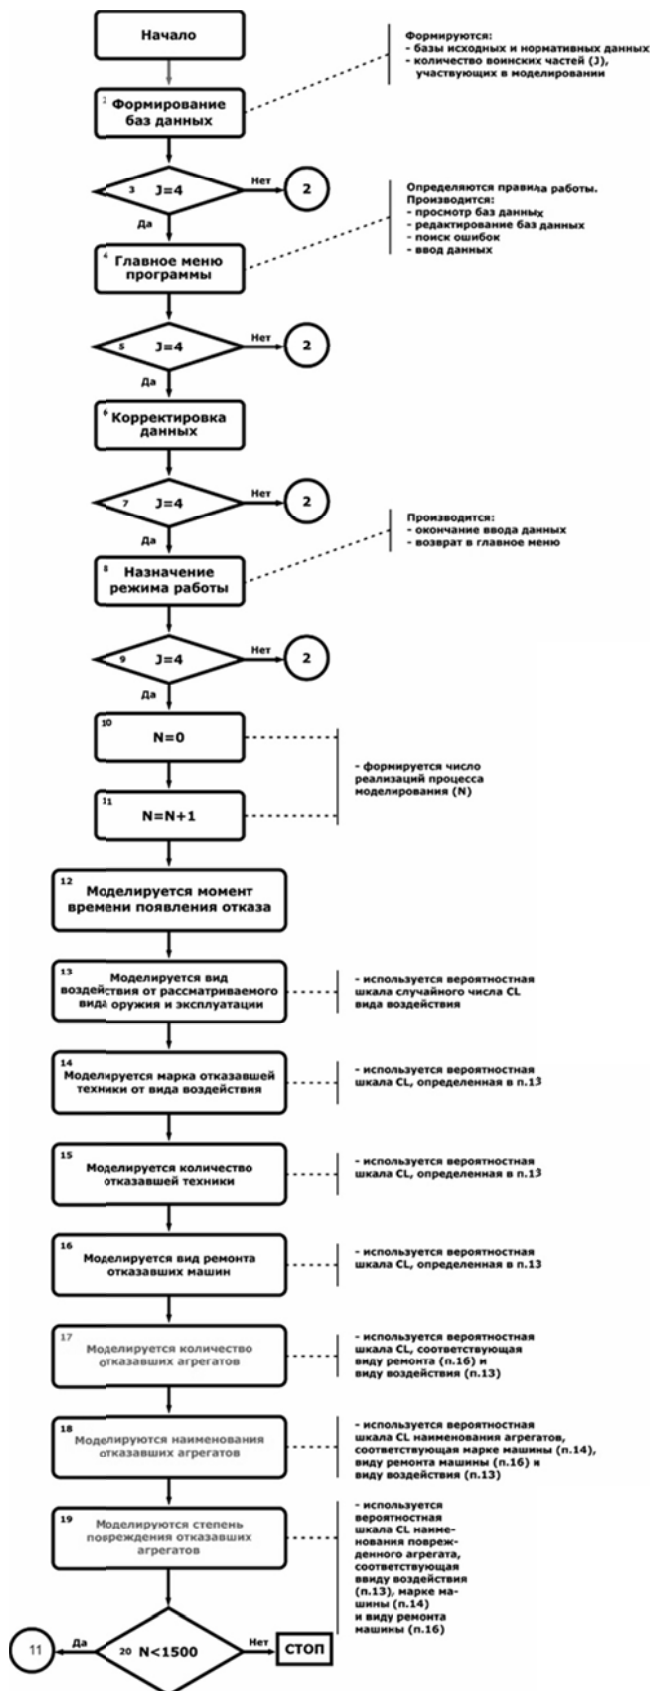 Начало
Формируются:
- базы исходных и нормативных данных
- количество воинских частей (J),
участвующих в моделировании
Формирование
баз данных
3 J=4
Нет
2
Да
Определяются правила работы.
Производится:
- просмотр баз данных
- редактирование баз данных
- поиск ошибок
- ввод данных
4
Главное меню
программы
5 J=4
Нет
2
Да
6
Корректировка
данных
7 J=4
Нет
2
Да
Производится:
- окончание ввода данных
- возврат в главное меню
Назначение
режима работы
9 J=4
Нет
2
Да
10
N=0
- формируется число
реализаций процесса
моделирования (N)
11
N=N+1
12
Моделируется момент
времени появления отказа
13
Моделируется вид
воздействия от рассматриваемого
вида оружия и эксплуатации
- используется вероятностная
шкала случайного числа CL
вида воздействия
14
Моделируется марка отказавшей
техники от вида воздействия
- используется вероятностная
шкала CL, определенная в п.13
15
Моделируется количество
отказавшей техники
- используется вероятностная
шкала CL, определенная в п.13
16
Моделируется вид ремонта
отказавших машин
- используется вероятностная
шкала CL, определенная в п.13
17
Моделируется количество
отказавших агрегатов
- используется вероятностная
шкала CL, соответствующая
виду ремонта (п.16) и
виду воздействия (п.13)
18
Моделируются наименования
отказавших агрегатов
- используется вероятностная
шкала CL наименования агрегатов,
соответствующая марке машины (п.14),
виду ремонта машины (п.16) и
виду воздействия (п.13)
19
Моделируются степень
повреждения отказавших
агрегатов
- используется
вероятностная
шкала CL наиме-
нования повреж-
денного агрегата,
соответствующая
ввиду воздействия
(п.13), марке ма-
шины (п.14)
и виду ремонта
машины (п.16)
11
Да
20 N<1500
Нет
СТОП